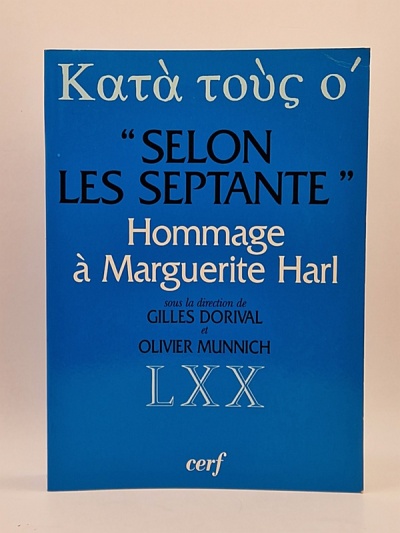 Κατὰ τοὺς ο´
“SELON
LES SEPTANTE”
Hommage
à Marguerite Harl
sous la direction de
GILLES DORIVAL
et
OLIVIER MUNNICH
LXX
cerf